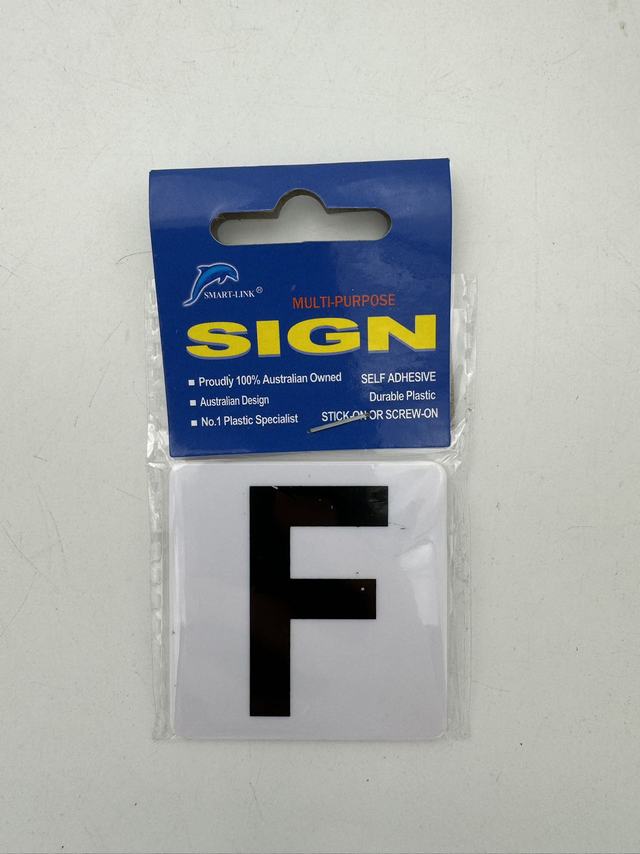 SMART-LINK®
MULTI-PURPOSE
SIGN
Proudly 100% Australian Owned
Australian Design
No.1 Plastic Specialist
SELF ADHESIVE
Durable Plastic
STICK-ON OR SCREW-ON
F